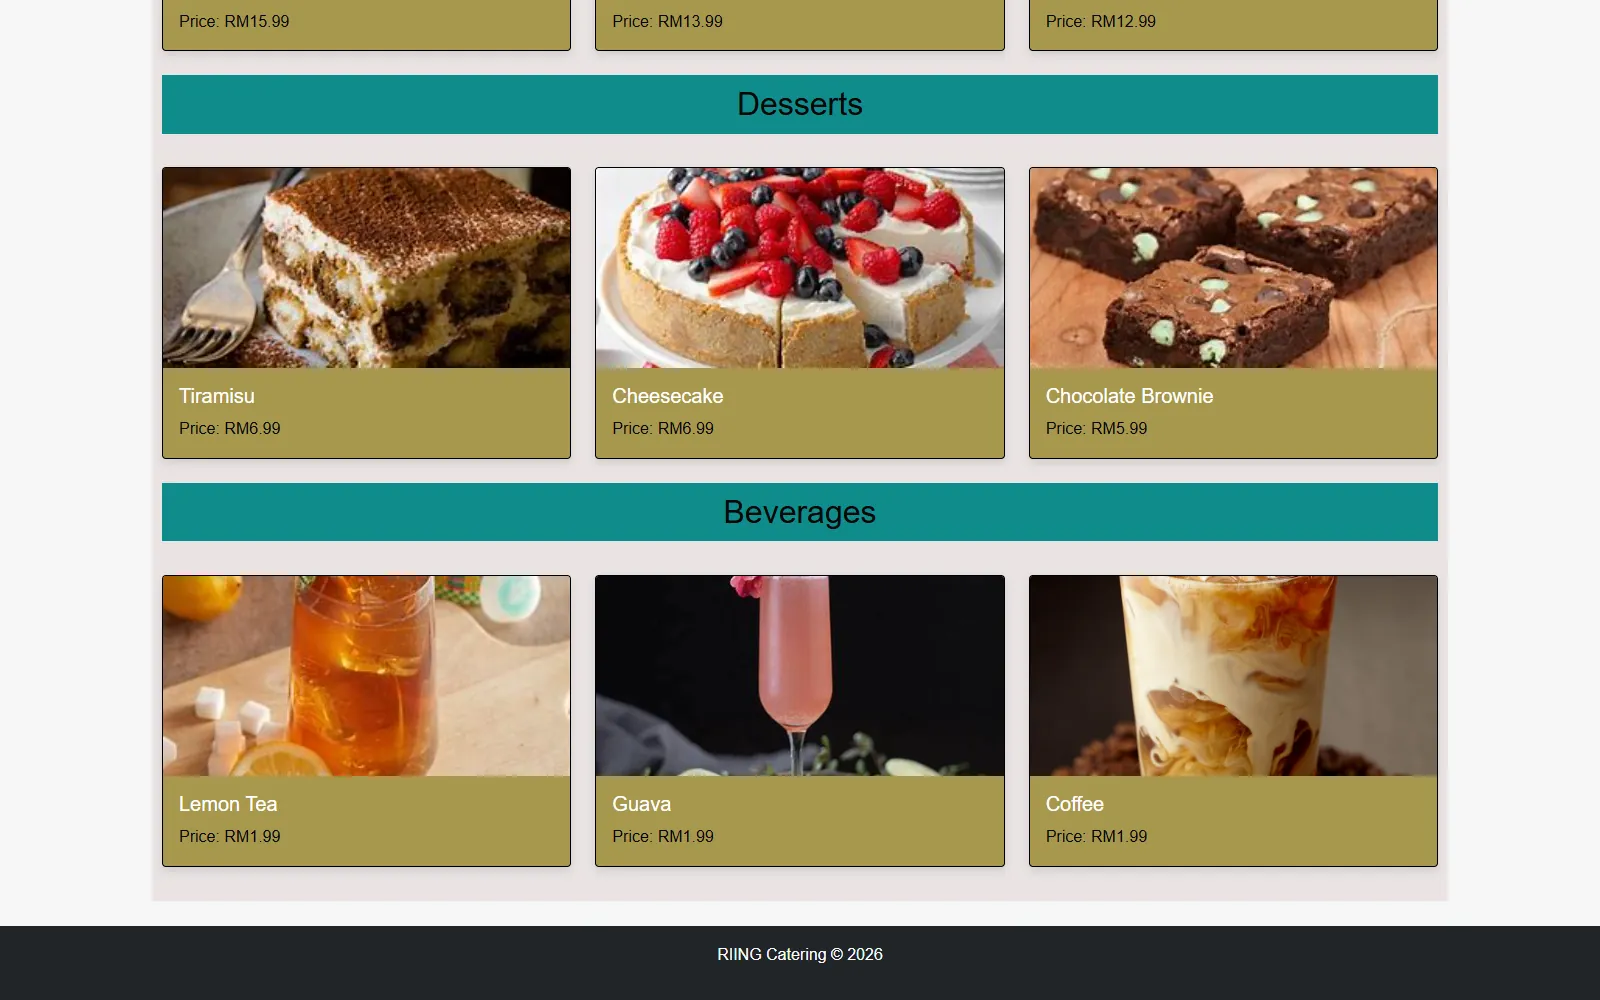 Price: RM15.99
Price: RM13.99
Price: RM12.99
Desserts
Tiramisu
Price: RM6.99
Cheesecake
Price: RM6.99
Chocolate Brownie
Price: RM5.99
Beverages
Lemon Tea
Price: RM1.99
Guava
Price: RM1.99
Coffee
Price: RM1.99
RIING Catering © 2026